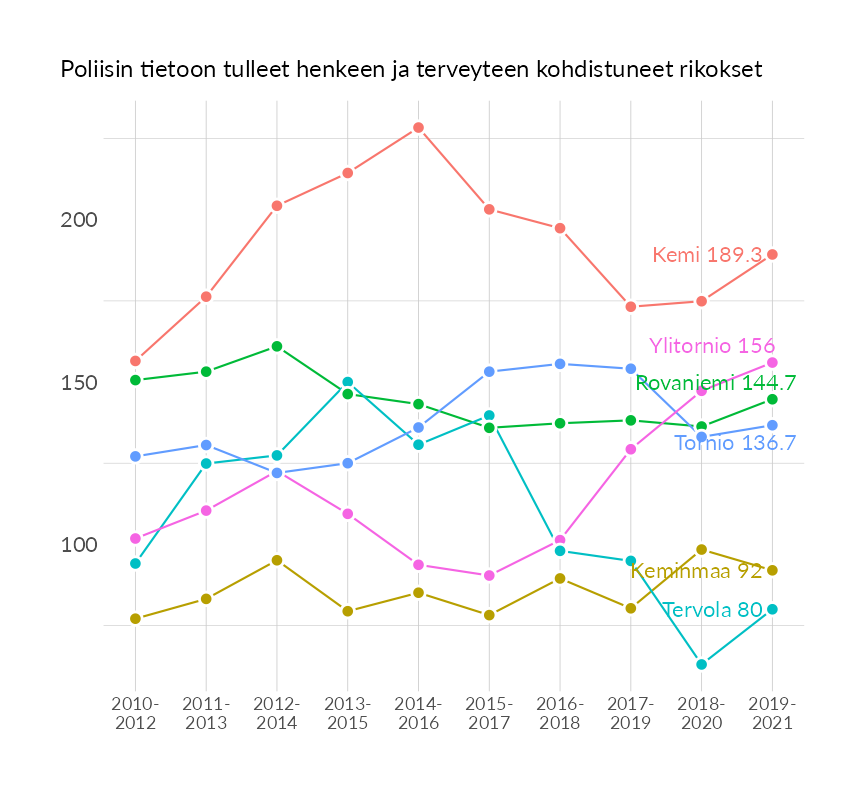 Poliisin tietoon tulleet henkeen ja terveyteen kohdistuneet rikokset
200
Kemi 189.3
Ylitornio 156
150
Rovaniemi 144.7
Tornio 136.7
100
Keminmaa 92
Tervola 80
2010- 2011- 2012- 2013- 2014- 2015- 2016- 2017- 2018- 2019-
2012 2013 2014 2015 2016 2017 2018 2019 2020 2021